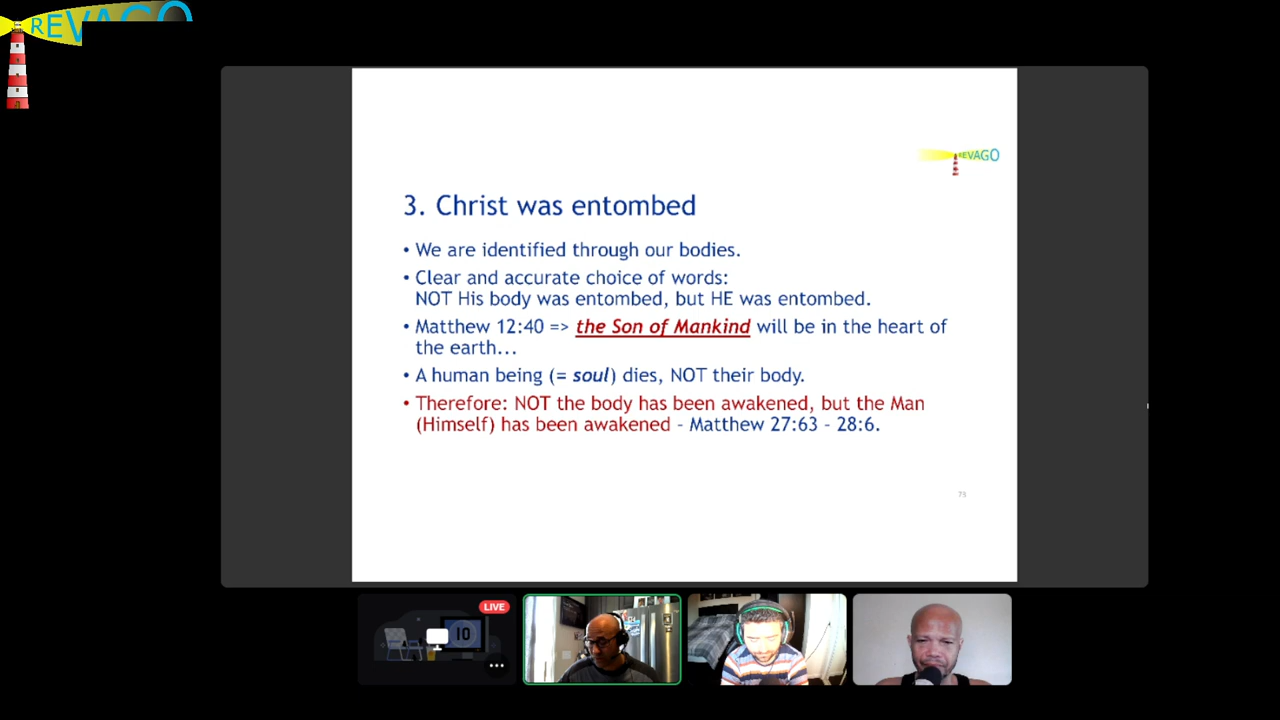 REVAGO
REVAGO
3. Christ was entombed
• We are identified through our bodies.
• Clear and accurate choice of words:
NOT His body was entombed, but HE was entombed.
• Matthew 12:40 => the Son of Mankind will be in the heart of
the earth...
• A human being (= soul) dies, NOT their body.
• Therefore: NOT the body has been awakened, but the Man
(Himself) has been awakened – Matthew 27:63 – 28:6.
LIVE
10